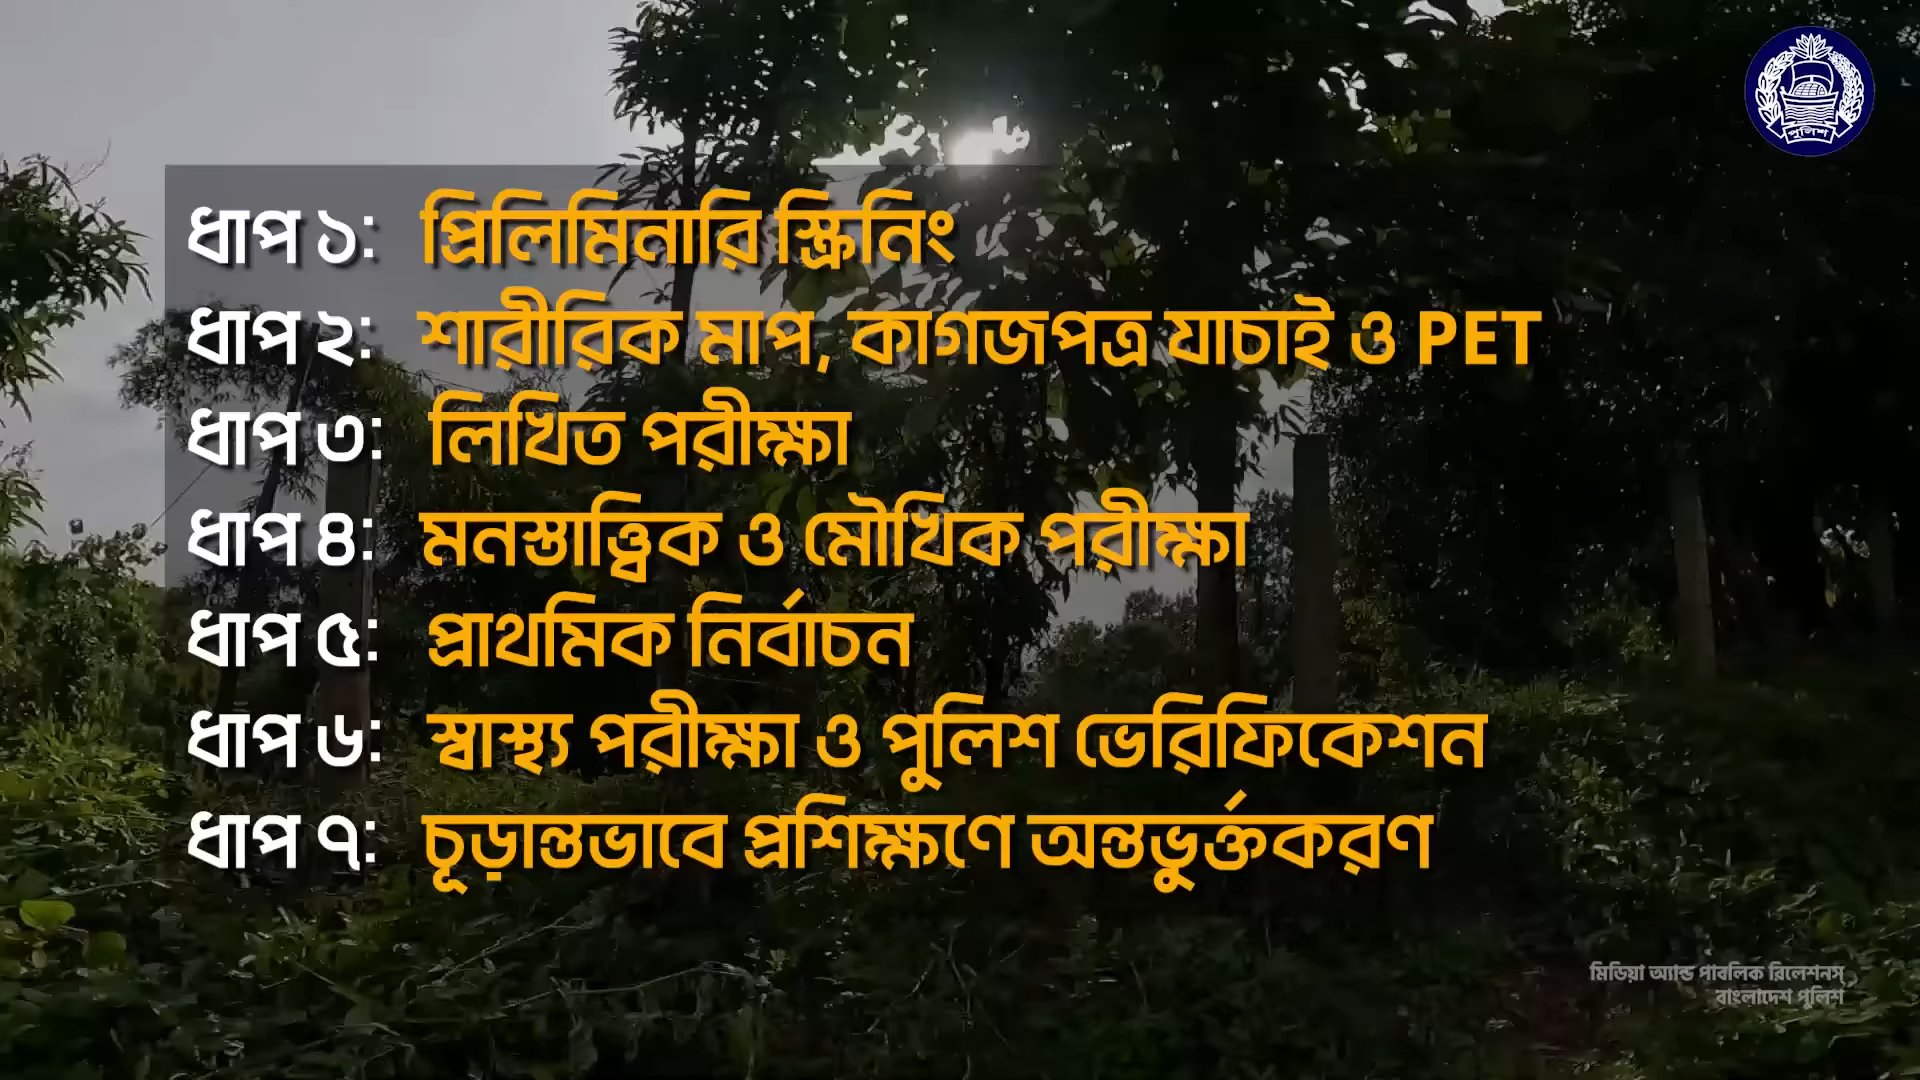 পুলিশ
ধাপ ১: প্রিলিমিনারি স্ক্রিনিং
ধাপ ২: শারীরিক মাপ, কাগজপত্র যাচাই ও PET
ধাপ ৩: লিখিত পরীক্ষা
ধাপ ৪: মনস্তাত্ত্বিক ও মৌখিক পরীক্ষা
ধাপ ৫: প্রাথমিক নির্বাচন
ধাপ ৬: স্বাস্থ্য পরীক্ষা ও পুলিশ ভেরিফিকেশন
ধাপ ৭: চূড়ান্তভাবে প্রশিক্ষণে অন্তর্ভুক্তকরণ
মিডিয়া অ্যান্ড পাবলিক রিলেশনস্
বাংলাদেশ পুলিশ